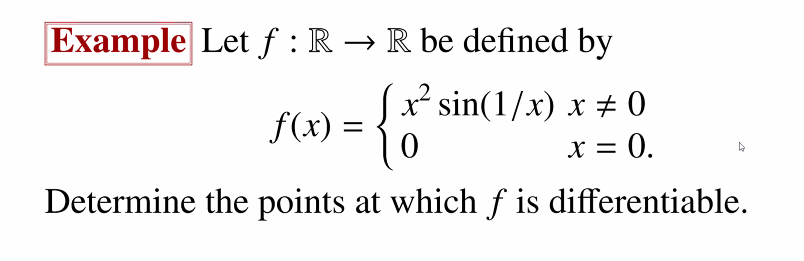 Example Let f : ℝ → ℝ be defined by
f(x) = { x² sin(1/x) x ≠ 0
0 x = 0.
Determine the points at which f is differentiable.